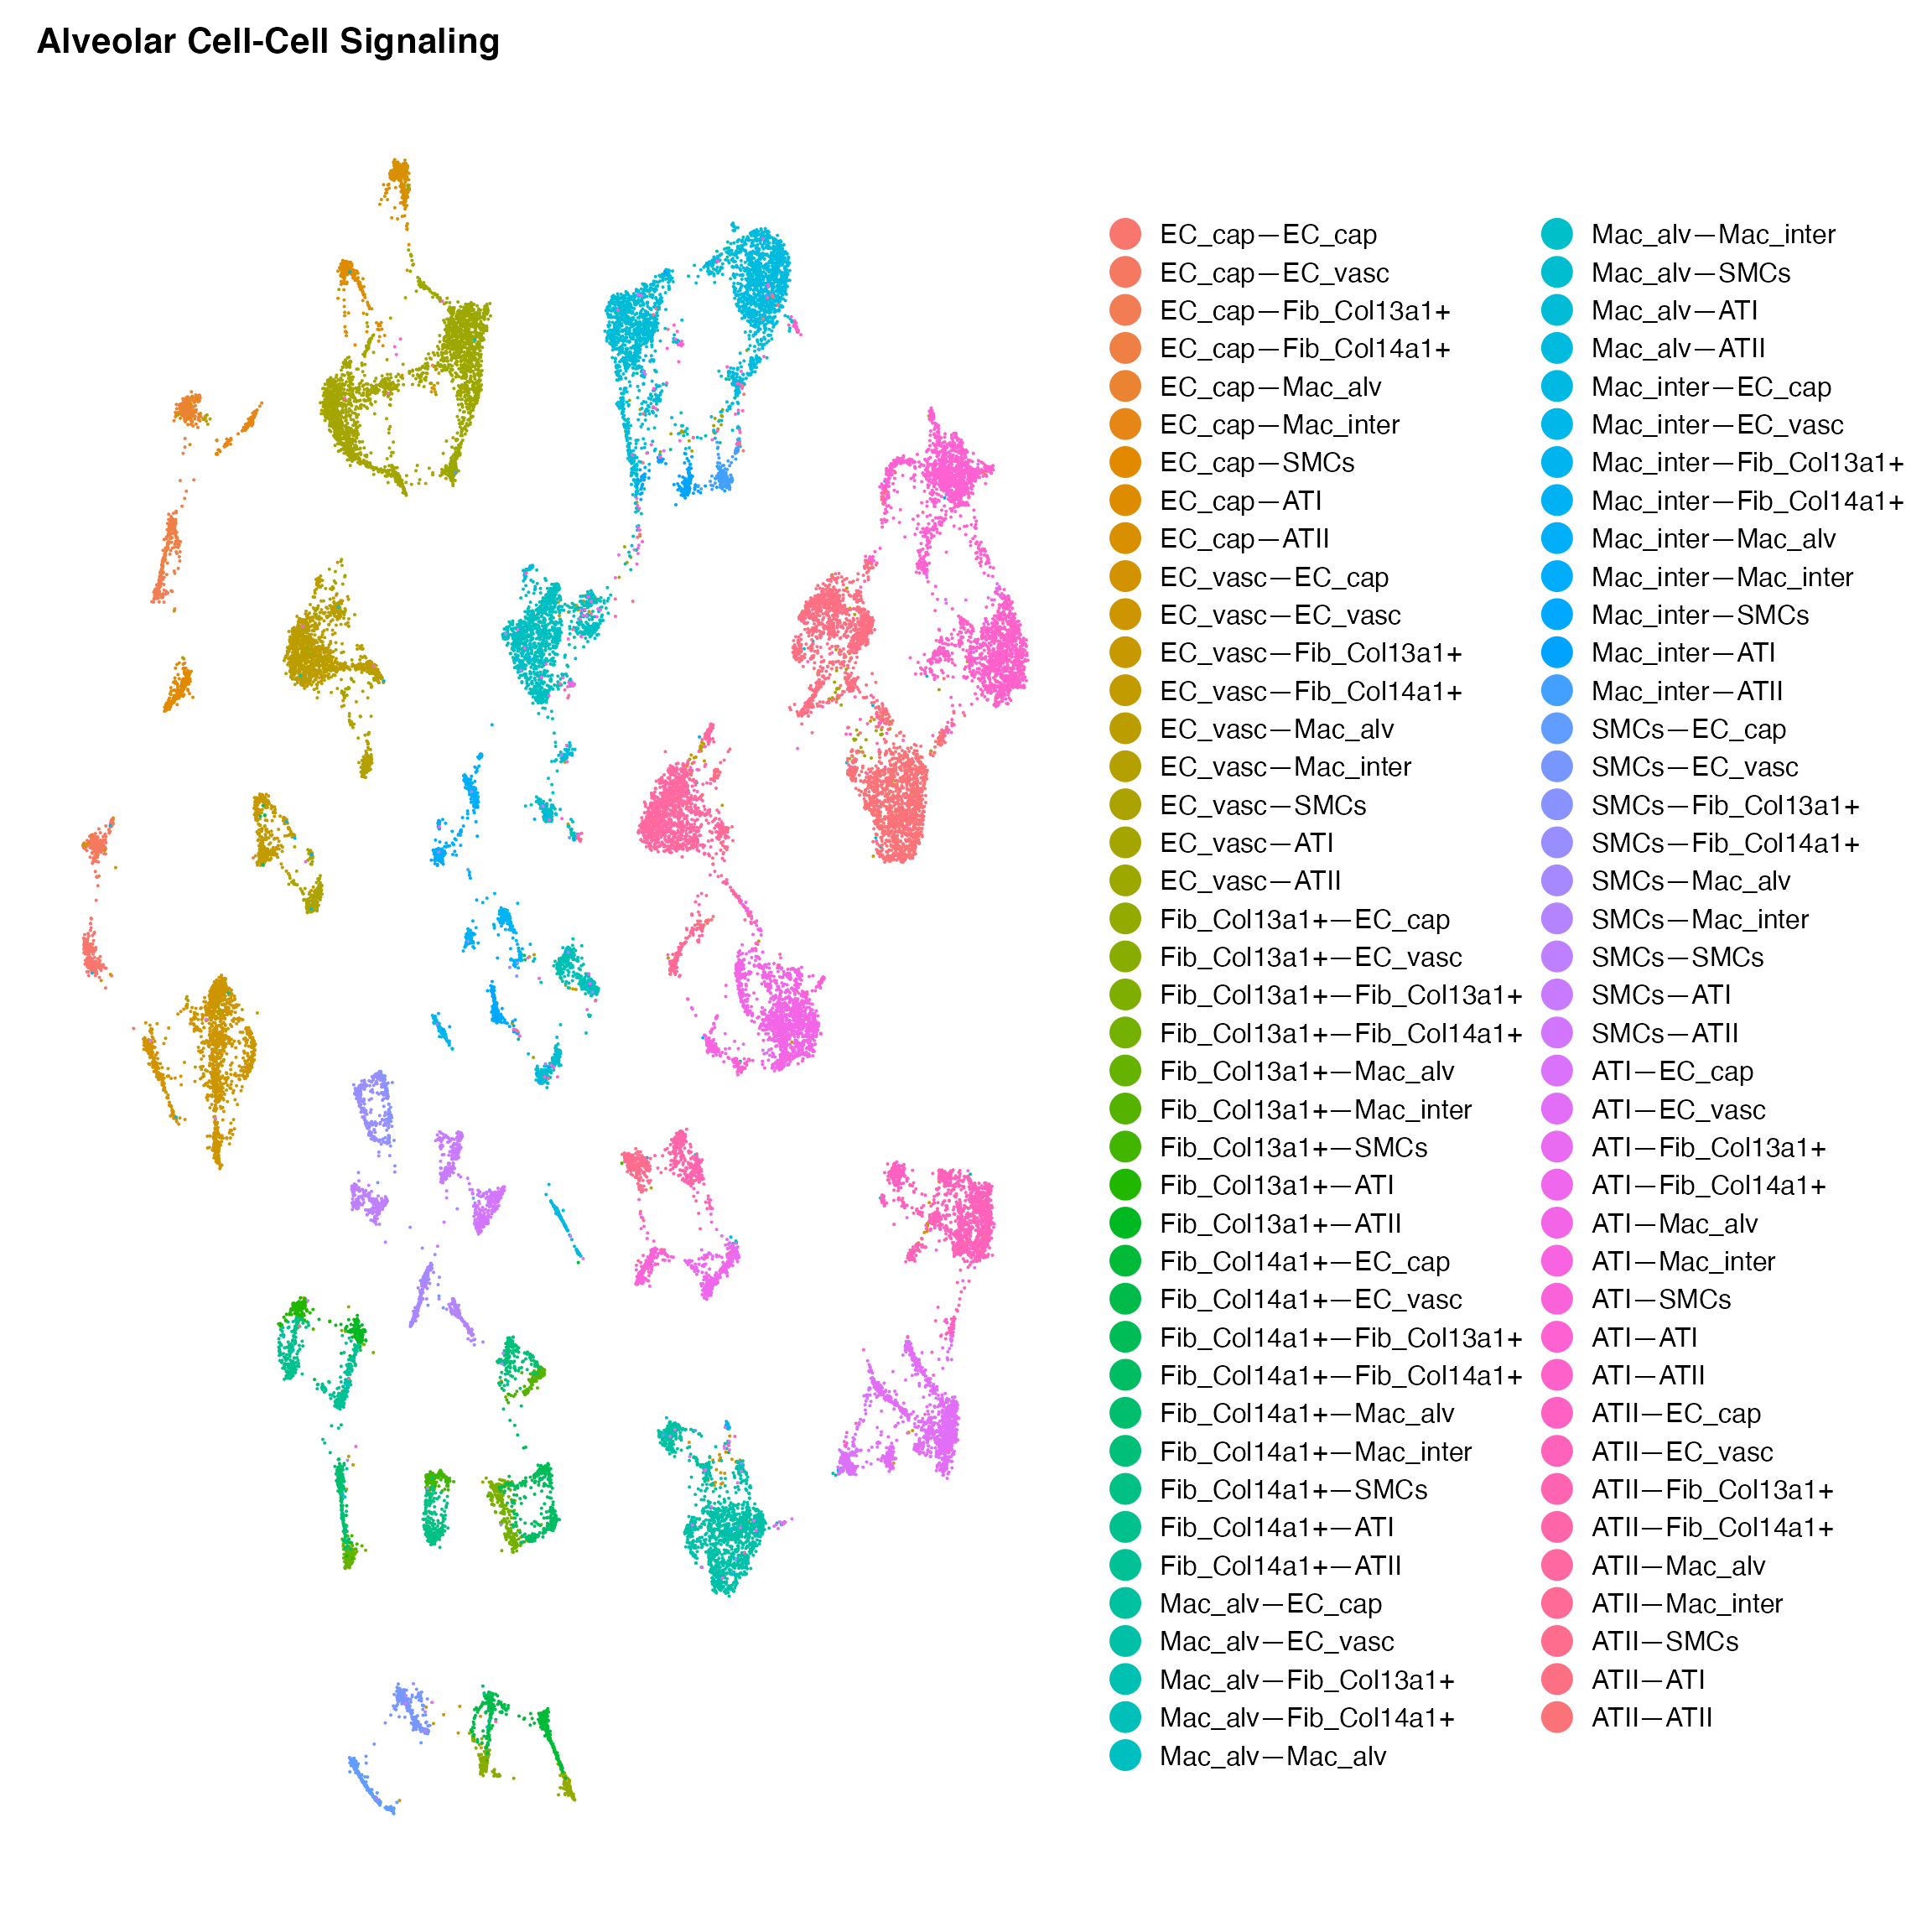 Alveolar Cell-Cell Signaling
EC_cap—EC_cap
EC_cap—EC_vasc
EC_cap—Fib_Col13a1+
EC_cap—Fib_Col14a1+
EC_cap—Mac_alv
EC_cap—Mac_inter
EC_cap—SMCs
EC_cap—ATI
EC_cap—ATII
EC_vasc—EC_cap
EC_vasc—EC_vasc
EC_vasc—Fib_Col13a1+
EC_vasc—Fib_Col14a1+
EC_vasc—Mac_alv
EC_vasc—Mac_inter
EC_vasc—SMCs
EC_vasc—ATI
EC_vasc—ATII
Fib_Col13a1+—EC_cap
Fib_Col13a1+—EC_vasc
Fib_Col13a1+—Fib_Col13a1+
Fib_Col13a1+—Fib_Col14a1+
Fib_Col13a1+—Mac_alv
Fib_Col13a1+—Mac_inter
Fib_Col13a1+—SMCs
Fib_Col13a1+—ATI
Fib_Col13a1+—ATII
Fib_Col14a1+—EC_cap
Fib_Col14a1+—EC_vasc
Fib_Col14a1+—Fib_Col13a1+
Fib_Col14a1+—Fib_Col14a1+
Fib_Col14a1+—Mac_alv
Fib_Col14a1+—Mac_inter
Fib_Col14a1+—SMCs
Fib_Col14a1+—ATI
Fib_Col14a1+—ATII
Mac_alv—EC_cap
Mac_alv—EC_vasc
Mac_alv—Fib_Col13a1+
Mac_alv—Fib_Col14a1+
Mac_alv—Mac_alv
Mac_alv—Mac_inter
Mac_alv—SMCs
Mac_alv—ATI
Mac_alv—ATII
Mac_inter—EC_cap
Mac_inter—EC_vasc
Mac_inter—Fib_Col13a1+
Mac_inter—Fib_Col14a1+
Mac_inter—Mac_alv
Mac_inter—Mac_inter
Mac_inter—SMCs
Mac_inter—ATI
Mac_inter—ATII
SMCs—EC_cap
SMCs—EC_vasc
SMCs—Fib_Col13a1+
SMCs—Fib_Col14a1+
SMCs—Mac_alv
SMCs—Mac_inter
SMCs—SMCs
SMCs—ATI
SMCs—ATII
ATI—EC_cap
ATI—EC_vasc
ATI—Fib_Col13a1+
ATI—Fib_Col14a1+
ATI—Mac_alv
ATI—Mac_inter
ATI—SMCs
ATI—ATI
ATI—ATII
ATII—EC_cap
ATII—EC_vasc
ATII—Fib_Col13a1+
ATII—Fib_Col14a1+
ATII—Mac_alv
ATII—Mac_inter
ATII—SMCs
ATII—ATI
ATII—ATII